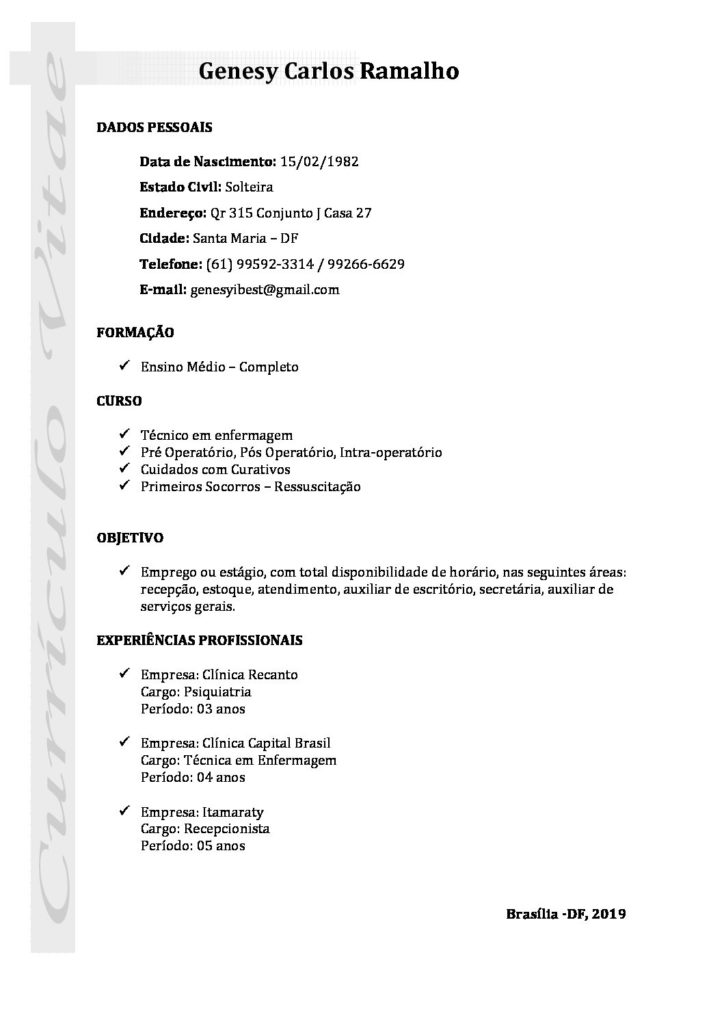 Genesy Carlos Ramalho
Currículo Vitae
DADOS PESSOAIS
Data de Nascimento: 15/02/1982
Estado Civil: Solteira
Endereço: Qr 315 Conjunto J Casa 27
Cidade: Santa Maria – DF
Telefone: (61) 99592-3314 / 99266-6629
E-mail: genesyibest@gmail.com
FORMAÇÃO
✓ Ensino Médio – Completo
CURSO
✓ Técnico em enfermagem
✓ Pré Operatório, Pós Operatório, Intra-operatório
✓ Cuidados com Curativos
✓ Primeiros Socorros – Ressuscitação
OBJETIVO
✓ Emprego ou estágio, com total disponibilidade de horário, nas seguintes áreas:
recepção, estoque, atendimento, auxiliar de escritório, secretária, auxiliar de
serviços gerais.
EXPERIÊNCIAS PROFISSIONAIS
✓ Empresa: Clínica Recanto
Cargo: Psiquiatria
Período: 03 anos
✓ Empresa: Clínica Capital Brasil
Cargo: Técnica em Enfermagem
Período: 04 anos
✓ Empresa: Itamaraty
Cargo: Recepcionista
Período: 05 anos
Brasília -DF, 2019